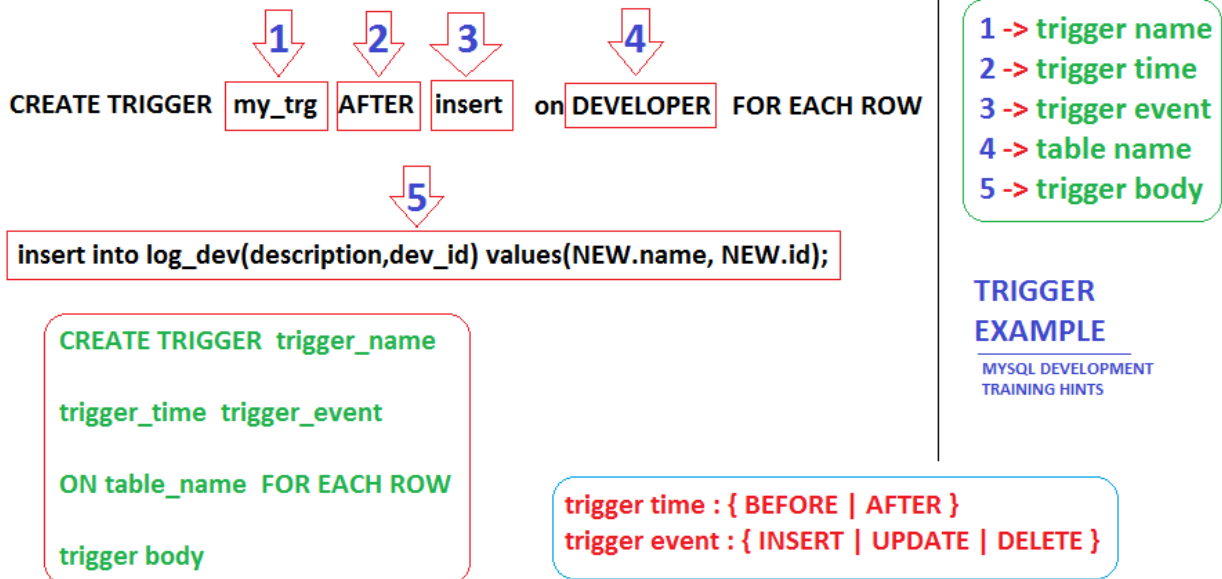 1 2 3 4
CREATE TRIGGER my_trg AFTER insert on DEVELOPER FOR EACH ROW
5
insert into log_dev(description,dev_id) values(NEW.name, NEW.id);
CREATE TRIGGER trigger_name
trigger_time trigger_event
ON table_name FOR EACH ROW
trigger body
1 -> trigger name
2 -> trigger time
3 -> trigger event
4 -> table name
5 -> trigger body
TRIGGER
EXAMPLE
MYSQL DEVELOPMENT
TRAINING HINTS
trigger time : { BEFORE | AFTER }
trigger event : { INSERT | UPDATE | DELETE }